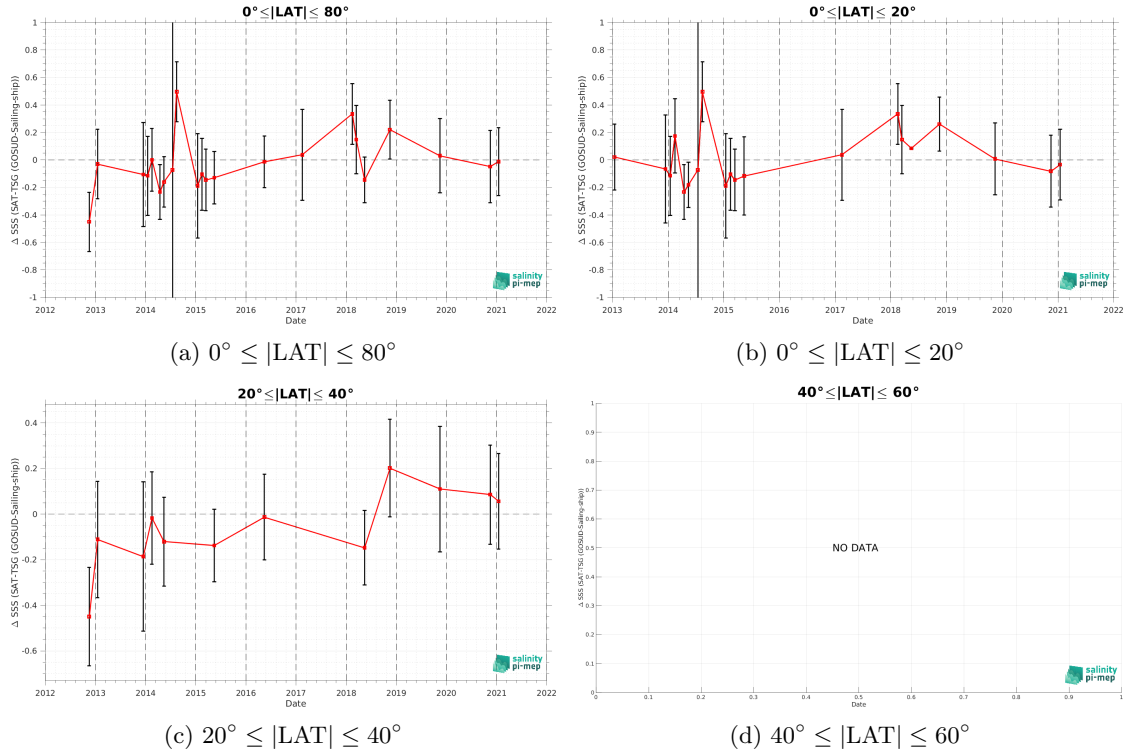 0°≤|LAT|≤ 80°
1
0.8
0.6
0.4
0.2
0
-0.2
-0.4
-0.6
-0.8
-1
Δ SSS (SAT-TSG (GOSUD-Sailing-ship))
2012 2013 2014 2015 2016 2017 2018 2019 2020 2021 2022
Date
salinity
pi-mep
(a) 0° ≤ |LAT| ≤ 80°
0°≤|LAT|≤ 20°
1
0.8
0.6
0.4
0.2
0
-0.2
-0.4
-0.6
-0.8
-1
Δ SSS (SAT-TSG (GOSUD-Sailing-ship))
2013 2014 2015 2016 2017 2018 2019 2020 2021 2022
Date
salinity
pi-mep
(b) 0° ≤ |LAT| ≤ 20°
20°≤|LAT|≤ 40°
0.4
0.2
0
-0.2
-0.4
-0.6
Δ SSS (SAT-TSG (GOSUD-Sailing-ship))
2012 2013 2014 2015 2016 2017 2018 2019 2020 2021 2022
Date
salinity
pi-mep
(c) 20° ≤ |LAT| ≤ 40°
40°≤|LAT|≤ 60°
1
0.9
0.8
0.7
0.6
0.5
0.4
0.3
0.2
0.1
0
Δ SSS (SAT-TSG (GOSUD-Sailing-ship))
NO DATA
0 0.1 0.2 0.3 0.4 0.5 0.6 0.7 0.8 0.9 1
Date
salinity
pi-mep
(d) 40° ≤ |LAT| ≤ 60°